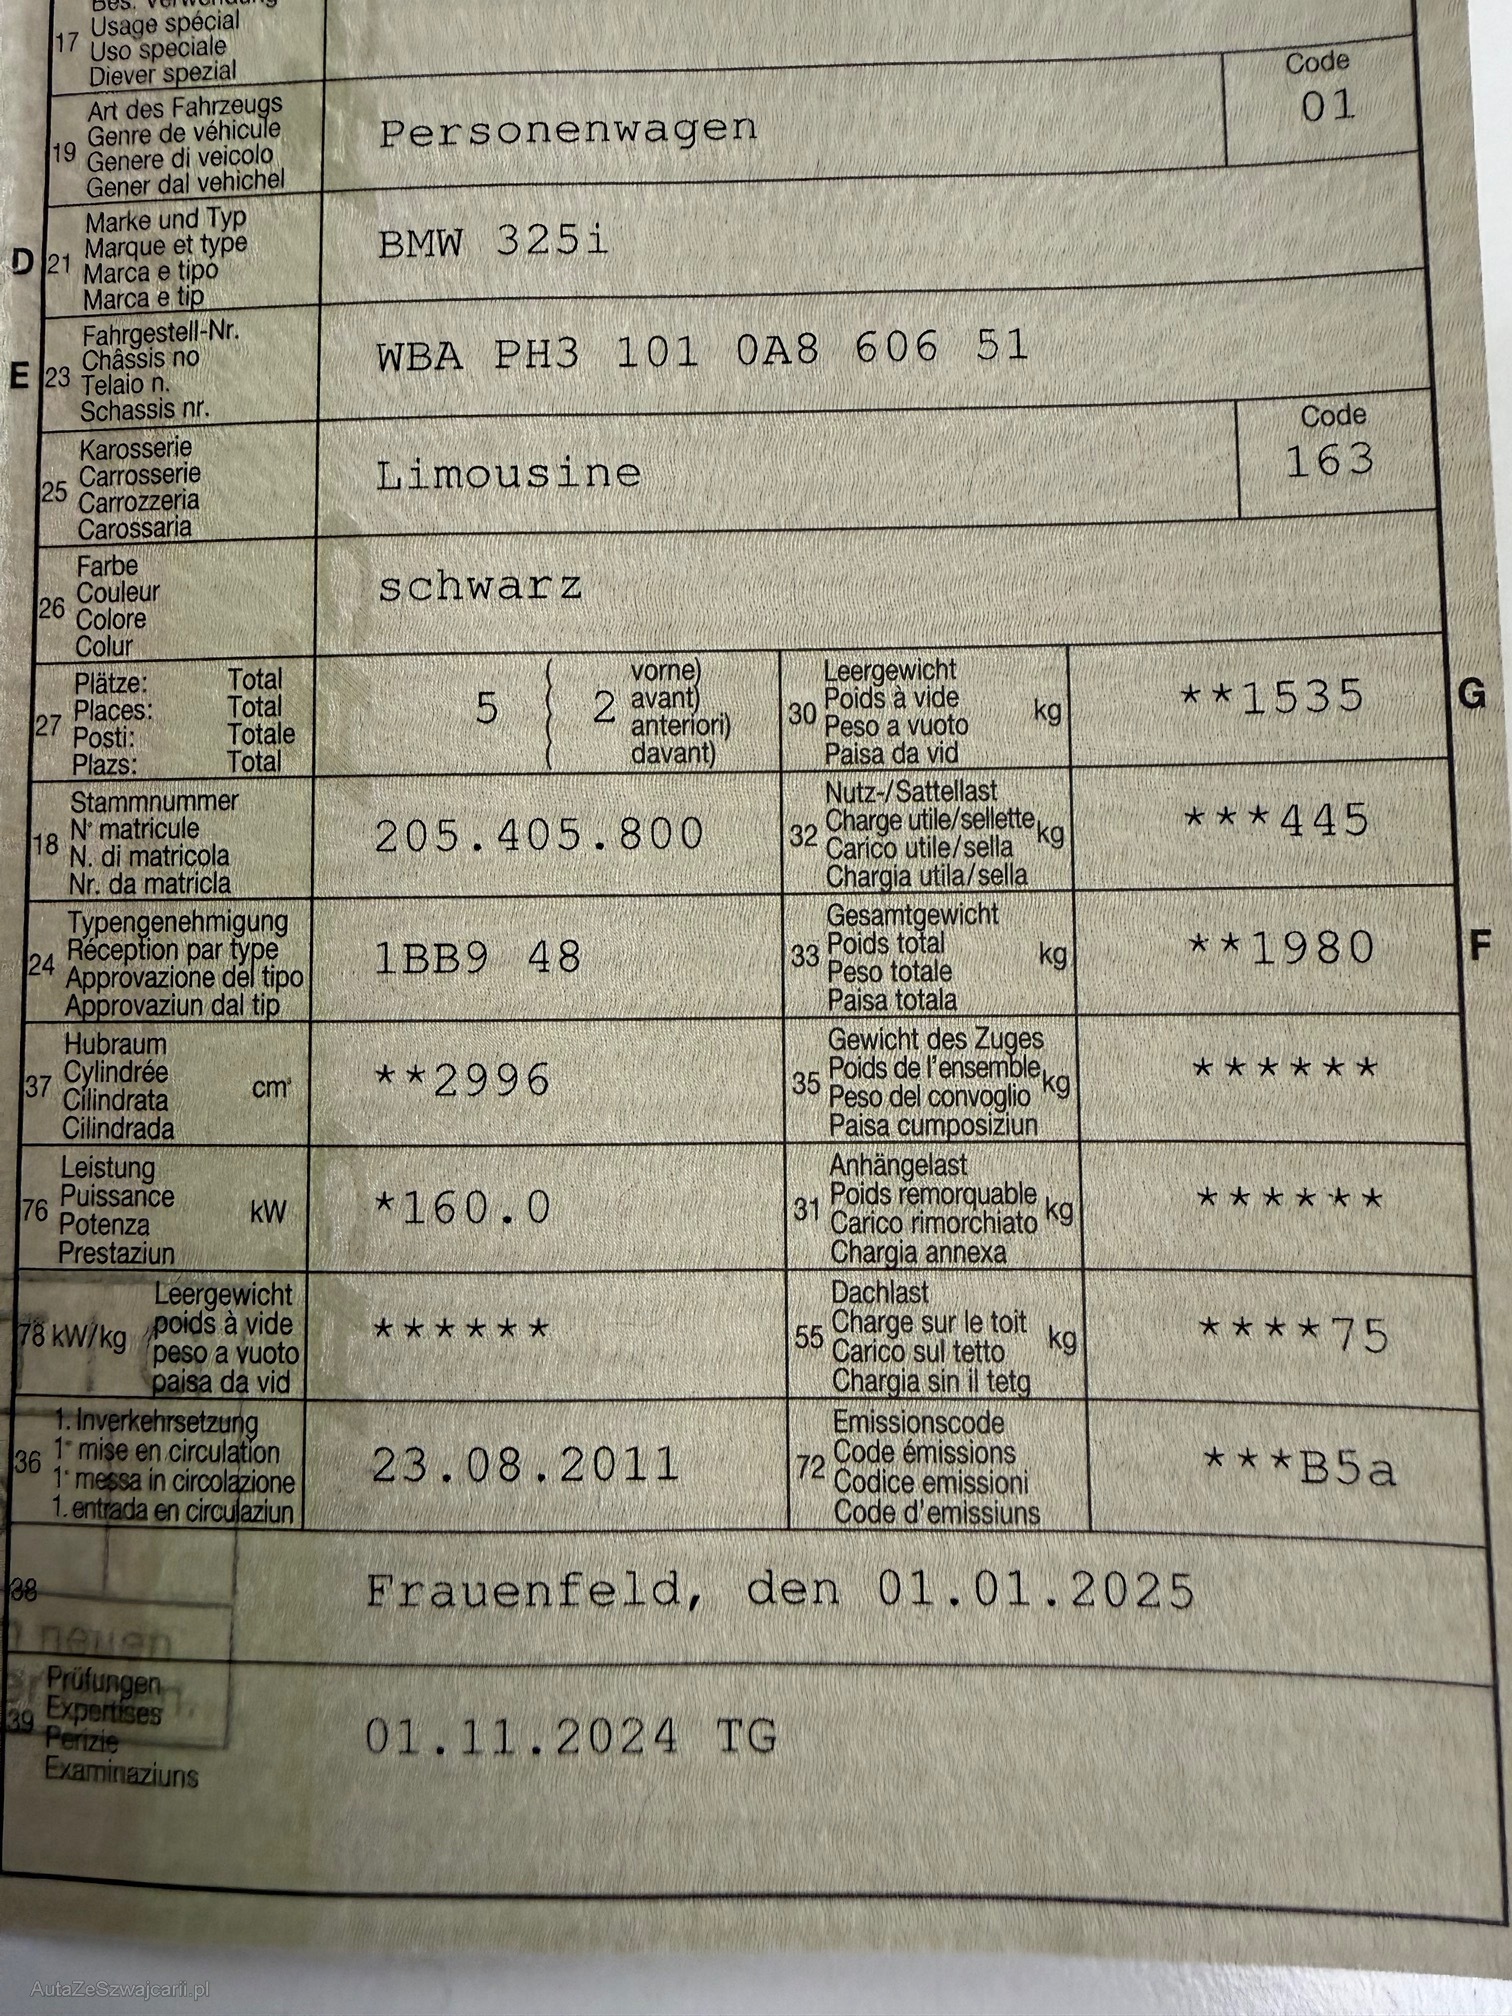 Bes. Verwendung
17 Usage spécial
Uso speciale
Diever spezial
Art des Fahrzeugs
19 Genre de véhicule
Genere di veicolo
Gener dal vehichel
Personenwagen
Code
01
Marke und Typ
D 21 Marque et type
Marca e tipo
Marca e tip
BMW 325i
Fahrgestell-Nr.
E 23 Châssis no
Telaio n.
Schassis nr.
WBA PH3 101 0A8 606 51
Karosserie
25 Carrosserie
Carrozzeria
Carossaria
Limousine
Code
163
Farbe
26 Couleur
Colore
Colur
schwarz
Plätze: Total
27 Places: Total
Posti: Totale
Plazs: Total
5 { 2
vorne)
avant)
anteriori)
davant)
Leergewicht
30 Poids à vide kg
Peso a vuoto
Paisa da vid
**1535 G
Stammnummer
18 N° matricule
N. di matricola
Nr. da matricla
205.405.800
Nutz-/Sattellast
32 Charge utile/sellette kg
Carico utile/sella
Chargia utila/sella
***445
Typengenehmigung
24 Réception par type
Approvazione del tipo
Approvaziun dal tip
1BB9 48
Gesamtgewicht
33 Poids total kg
Peso totale
Paisa totala
**1980 F
Hubraum
37 Cylindrée cm³
Cilindrata
Cilindrada
**2996
Gewicht des Zuges
35 Poids de l'ensemble kg
Peso del convoglio
Paisa cumposiziun
******
Leistung
76 Puissance kW
Potenza
Prestaziun
*160.0
Anhängelast
31 Poids remorquable kg
Carico rimorchiato
Chargia annexa
******
Leergewicht
78 kW/kg poids à vide
peso a vuoto
paisa da vid
******
Dachlast
55 Charge sur le toit kg
Carico sul tetto
Chargia sin il tetg
****75
1. Inverkehrsetzung
36 1ʳ mise en circulation
1ʳ messa in circolazione
1. entrada en circulaziun
23.08.2011
Emissionscode
72 Code émissions
Codice emissioni
Code d'emissiuns
***B5a
38
Frauenfeld, den 01.01.2025
neuen
Prüfungen
39 Expertises
Perizie
Examinaziuns
01.11.2024 TG
AutaZeSzwajcarii.pl